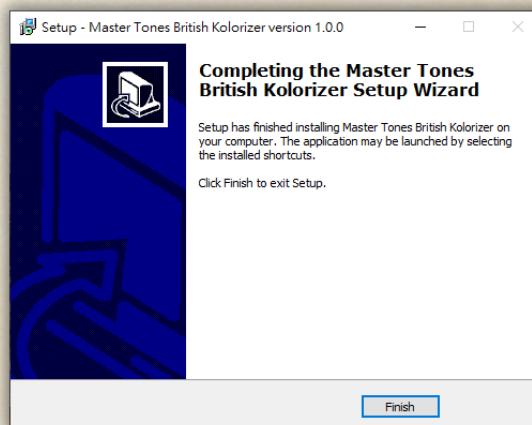 Setup - Master Tones British Kolorizer version 1.0.0
Completing the Master Tones
British Kolorizer Setup Wizard
Setup has finished installing Master Tones British Kolorizer on
your computer. The application may be launched by selecting
the installed shortcuts.
Click Finish to exit Setup.
Finish